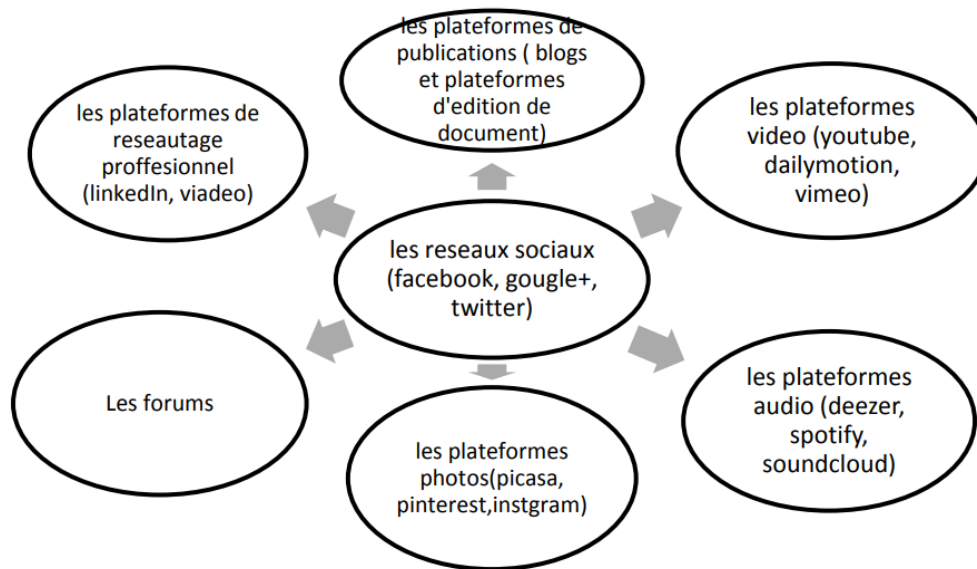 les plateformes de
publications ( blogs
et plateformes
d'edition de
document)
les plateformes de
reseautage
proffesionnel
(linkedIn, viadeo)
les plateformes
video (youtube,
dailymotion,
vimeo)
les reseaux sociaux
(facebook, gougle+,
twitter)
Les forums
les plateformes
photos(picasa,
pinterest,instgram)
les plateformes
audio (deezer,
spotify,
soundcloud)